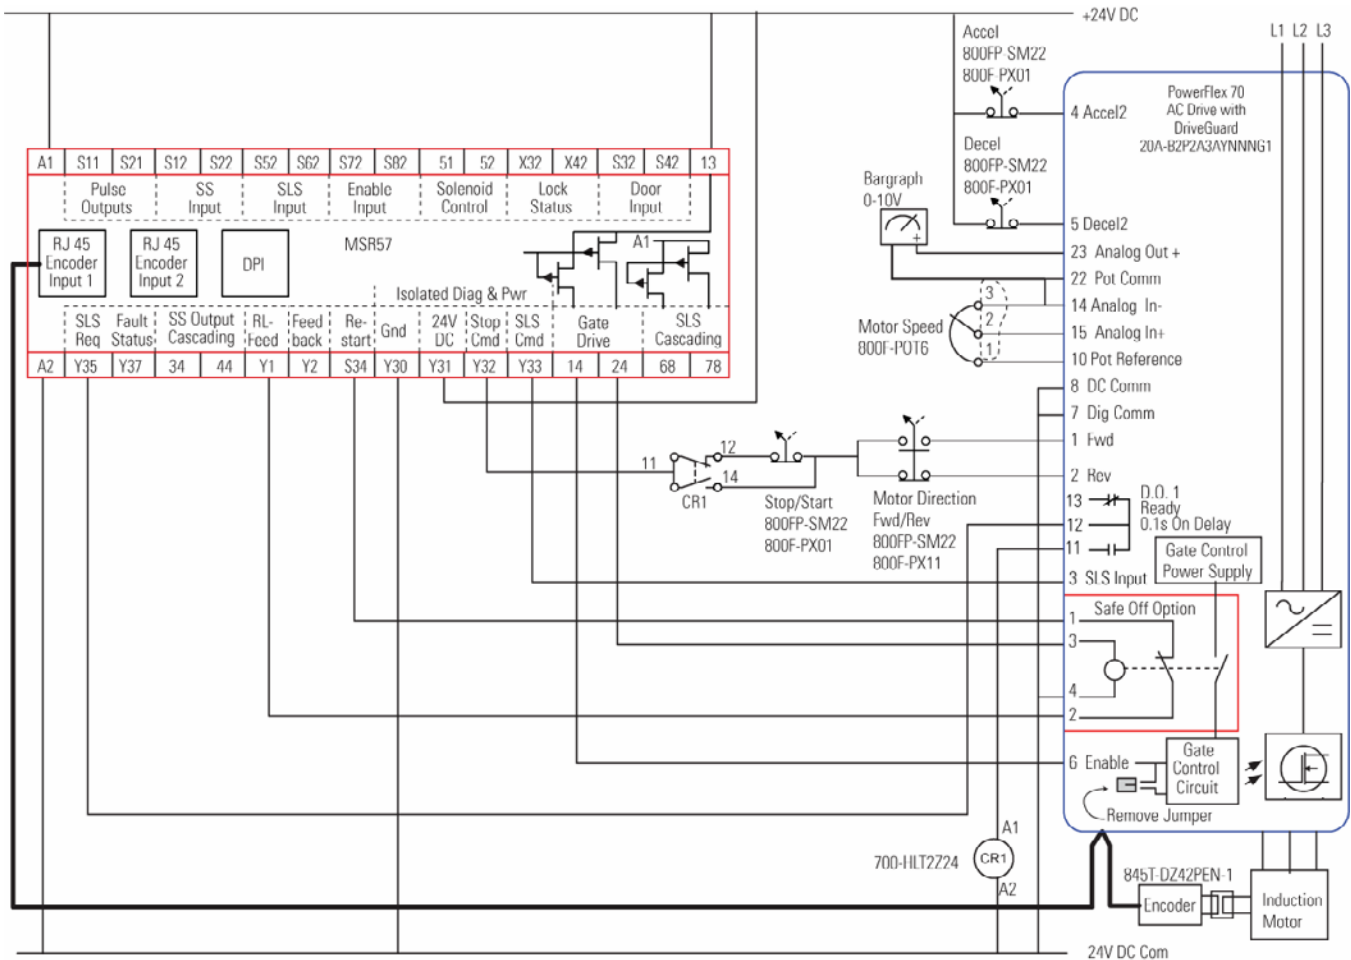 +24V DC
L1 L2 L3
Accel
800FP-SM22
800F-PX01
PowerFlex 70
AC Drive with
DriveGuard
20A-B2P2A3AYNNNG1
4 Accel2
Decel
800FP-SM22
800F-PX01
5 Decel2
A1 S11 S21 S12 S22 S52 S62 S72 S82 51 52 X32 X42 S32 S42 13
Pulse
Outputs
SS
Input
SLS
Input
Enable
Input
Solenoid
Control
Lock
Status
Door
Input
RJ 45
Encoder
Input 1
RJ 45
Encoder
Input 2
DPI
MSR57
A1
Isolated Diag & Pwr
SLS
Req
Fault
Status
SS Output
Cascading
RL-
Feed
Feed
back
Re-
start
Gnd
24V
DC
Stop
Cmd
SLS
Cmd
Gate
Drive
SLS
Cascading
A2 Y35 Y37 34 44 Y1 Y2 S34 Y30 Y31 Y32 Y33 14 24 68 78
Bargraph
0-10V
+
23 Analog Out +
22 Pot Comm
14 Analog In-
15 Analog In+
10 Pot Reference
3
2
1
Motor Speed
800F-POT6
8 DC Comm
7 Dig Comm
1 Fwd
2 Rev
11
12
14
CR1
Stop/Start
800FP-SM22
800F-PX01
Motor Direction
Fwd/Rev
800FP-SM22
800F-PX11
13
12
11
D.O. 1
Ready
0.1s On Delay
Gate Control
Power Supply
3 SLS Input
Safe Off Option
1
3
4
2
6 Enable
Gate
Control
Circuit
Remove Jumper
A1
700-HLT2Z24
CR1
A2
845T-DZ42PEN-1
Encoder
Induction
Motor
24V DC Com